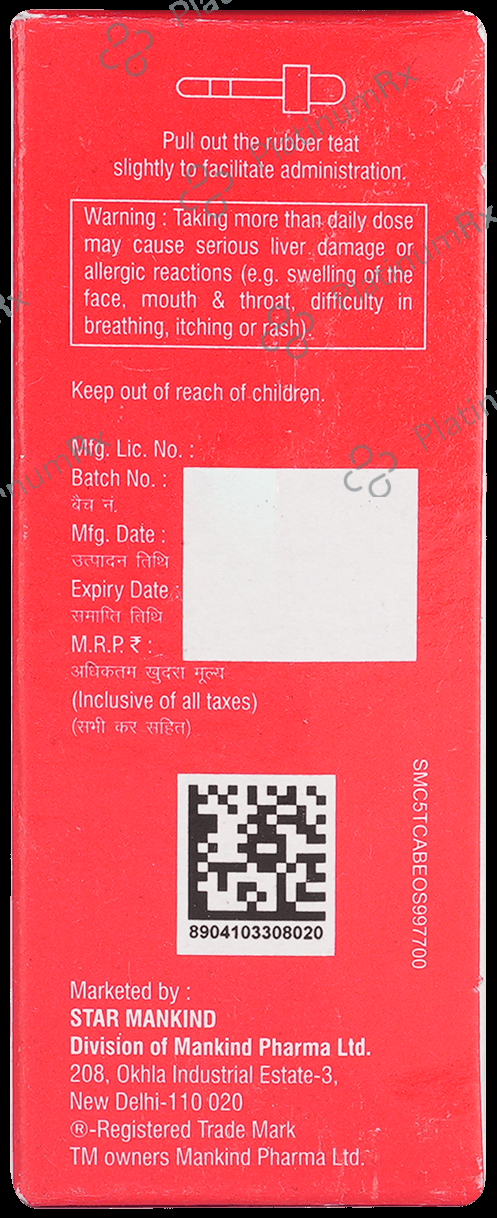 Pull out the rubber teat
slightly to facilitate administration.
Warning : Taking more than daily dose
may cause serious liver damage or
allergic reactions (e.g. swelling of the
face, mouth & throat, difficulty in
breathing, itching or rash)
Keep out of reach of children.
Mfg. Lic. No. :
Batch No. :
बैच नं.
Mfg. Date :
उत्पादन तिथि
Expiry Date :
समाप्ति तिथि
M.R.P. ₹ :
अधिकतम खुदरा मूल्य
(Inclusive of all taxes)
(सभी कर सहित)
SMC5TCABEOS997700
8904103308020
Marketed by :
STAR MANKIND
Division of Mankind Pharma Ltd.
208, Okhla Industrial Estate-3,
New Delhi-110 020
®-Registered Trade Mark
TM owners Mankind Pharma Ltd.
PlatinumRx